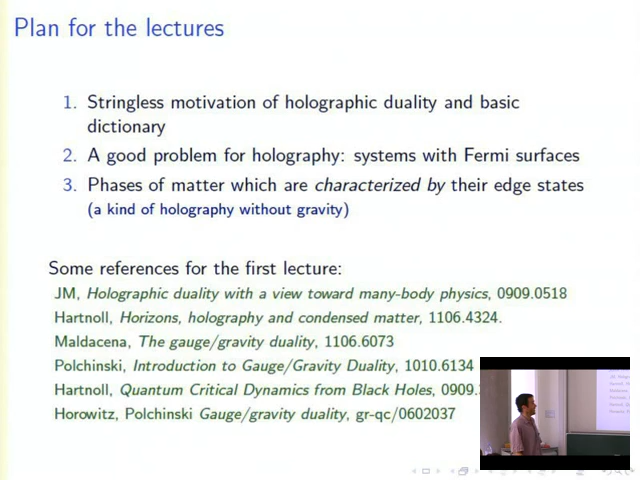 Plan for the lectures
1. Stringless motivation of holographic duality and basic
dictionary
2. A good problem for holography: systems with Fermi surfaces
3. Phases of matter which are characterized by their edge states
(a kind of holography without gravity)
Some references for the first lecture:
JM, Holographic duality with a view toward many-body physics, 0909.0518
Hartnoll, Horizons, holography and condensed matter, 1106.4324.
Maldacena, The gauge/gravity duality, 1106.6073
Polchinski, Introduction to Gauge/Gravity Duality, 1010.6134
Hartnoll, Quantum Critical Dynamics from Black Holes, 0909.
Horowitz, Polchinski Gauge/gravity duality, gr-qc/0602037